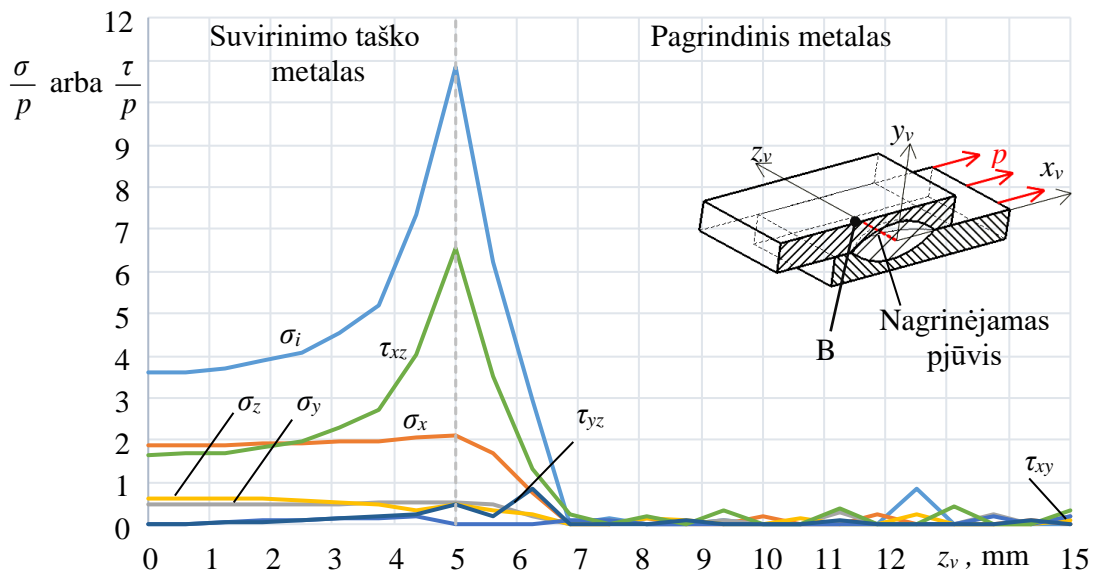 12
Suvirinimo taško
metalas
Pagrindinis metalas
σ/p arba τ/p
9
8
7
6
5
4
3
2
1
0
σi
τxz
σz
σy
σx
τyz
τxy
yv
zv
xv
p
B
Nagrinėjamas
pjūvis
0 1 2 3 4 5 6 7 8 9 10 11 12 zv , mm 15